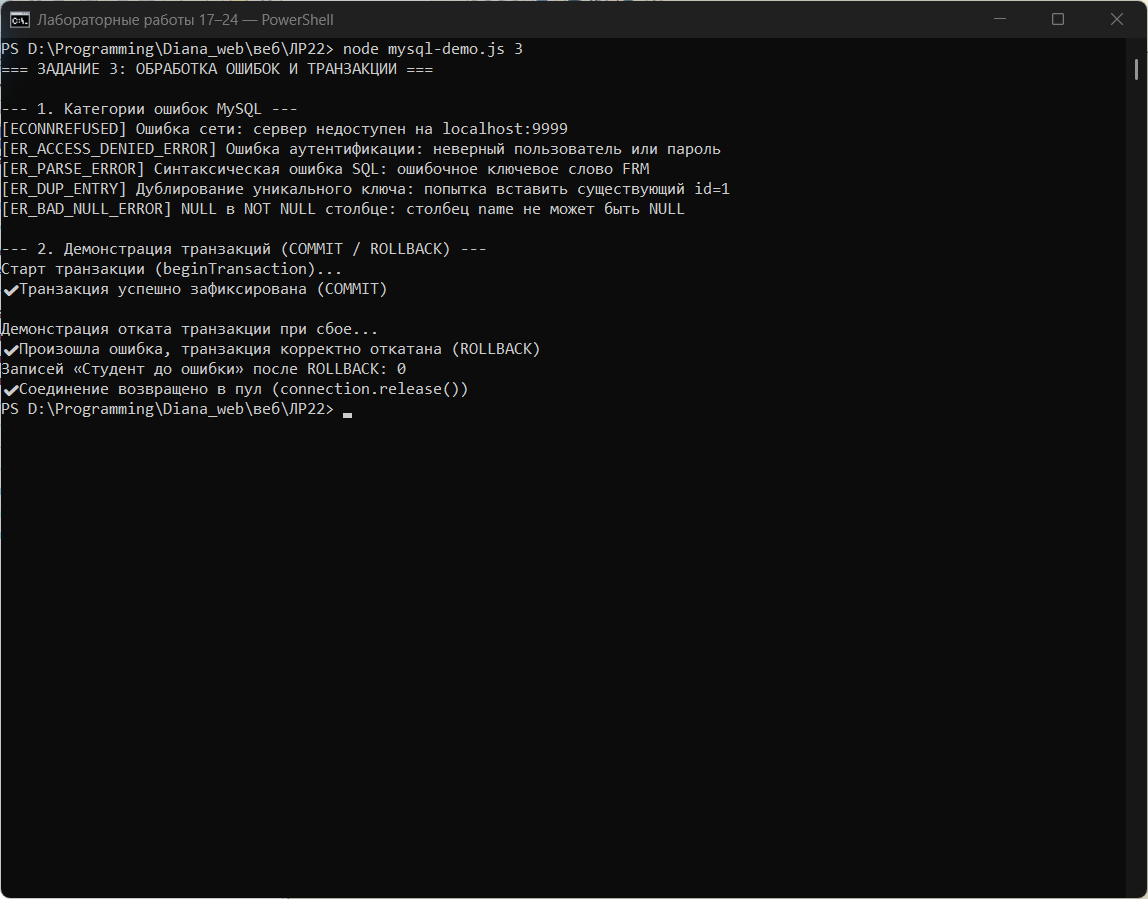 Лабораторные работы 17–24 — PowerShell
PS D:\Programming\Diana_web\веб\ЛР22> node mysql-demo.js 3
=== ЗАДАНИЕ 3: ОБРАБОТКА ОШИБОК И ТРАНЗАКЦИИ ===
--- 1. Категории ошибок MySQL ---
[ECONNREFUSED] Ошибка сети: сервер недоступен на localhost:9999
[ER_ACCESS_DENIED_ERROR] Ошибка аутентификации: неверный пользователь или пароль
[ER_PARSE_ERROR] Синтаксическая ошибка SQL: ошибочное ключевое слово FRM
[ER_DUP_ENTRY] Дублирование уникального ключа: попытка вставить существующий id=1
[ER_BAD_NULL_ERROR] NULL в NOT NULL столбце: столбец name не может быть NULL
--- 2. Демонстрация транзакций (COMMIT / ROLLBACK) ---
Старт транзакции (beginTransaction)...
✔Транзакция успешно зафиксирована (COMMIT)
Демонстрация отката транзакции при сбое...
✔Произошла ошибка, транзакция корректно откатана (ROLLBACK)
Записей «Студент до ошибки» после ROLLBACK: 0
✔Соединение возвращено в пул (connection.release())
PS D:\Programming\Diana_web\веб\ЛР22>